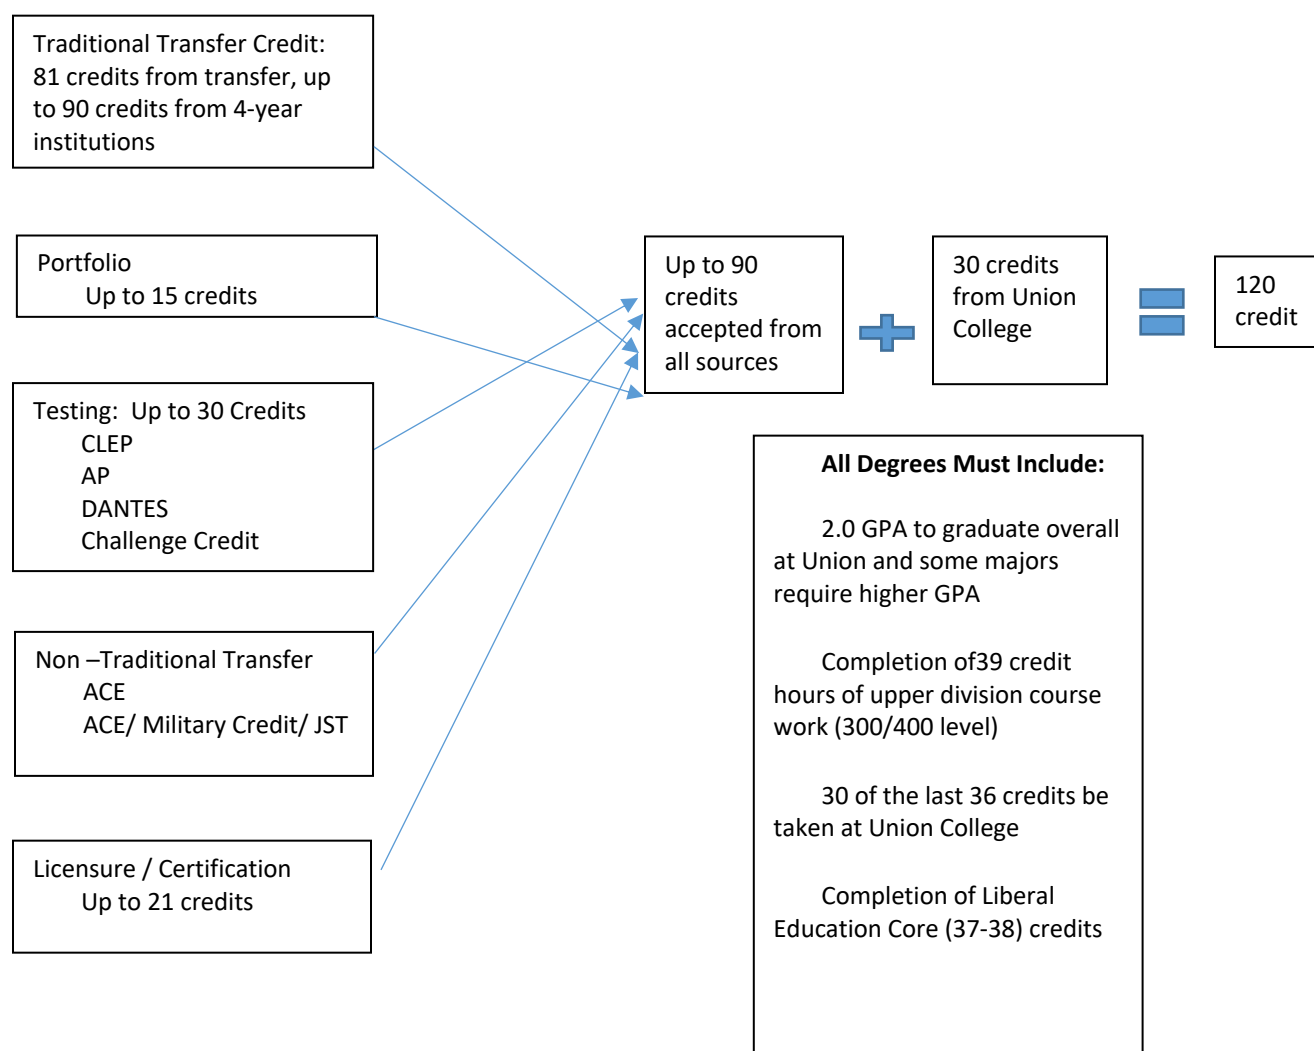 Traditional Transfer Credit:
81 credits from transfer, up
to 90 credits from 4-year
institutions
Portfolio
Up to 15 credits
Testing:  Up to 30 Credits
CLEP
AP
DANTES
Challenge Credit
Non –Traditional Transfer
ACE
ACE/ Military Credit/ JST
Licensure / Certification
Up to 21 credits
Up to 90
credits
accepted from
all sources
30 credits
from Union
College
120
credit
All Degrees Must Include:
2.0 GPA to graduate overall
at Union and some majors
require higher GPA
Completion of39 credit
hours of upper division course
work (300/400 level)
30 of the last 36 credits be
taken at Union College
Completion of Liberal
Education Core (37-38) credits